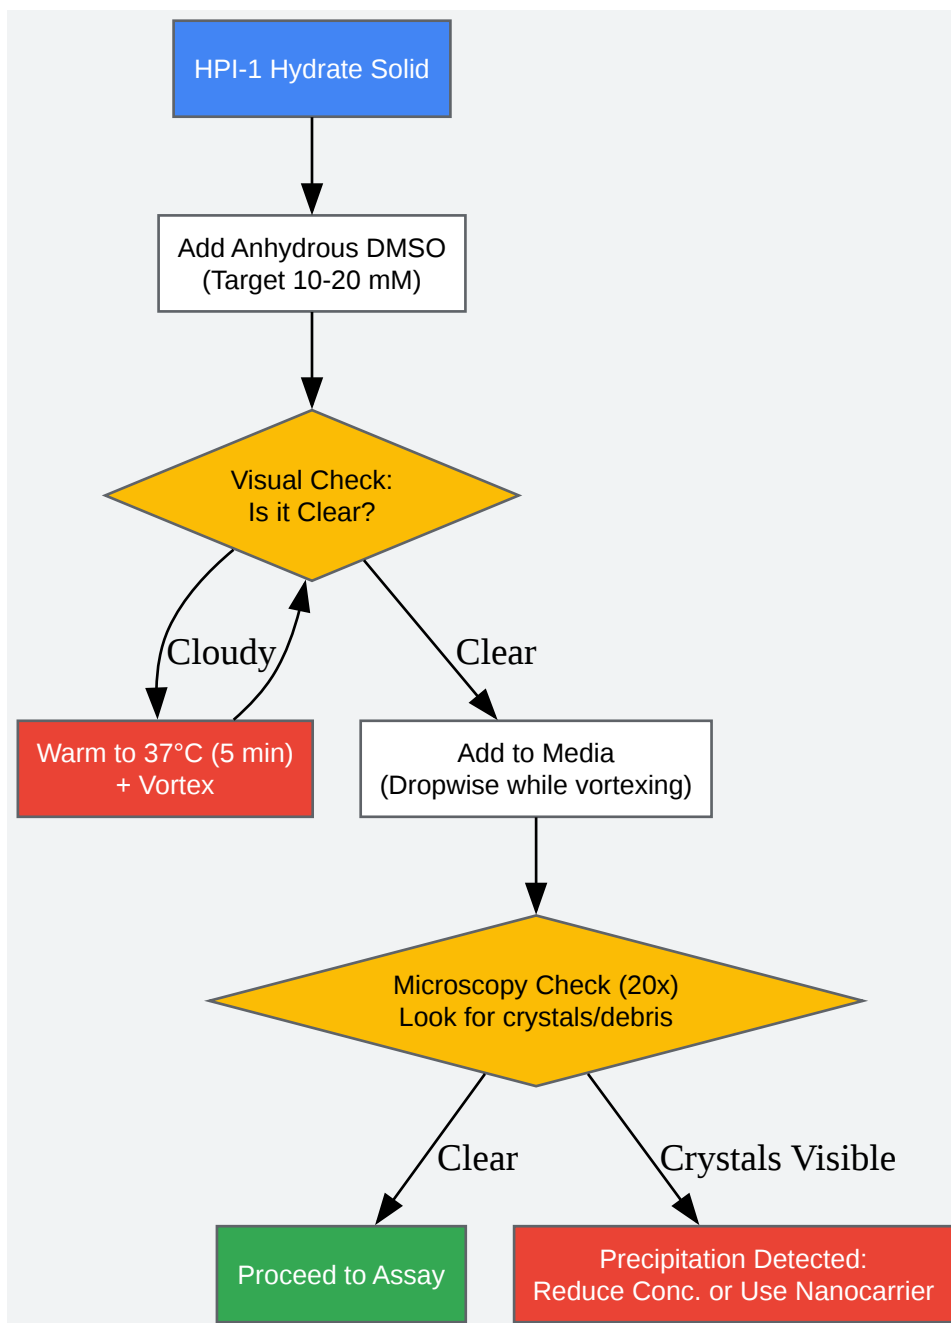 HPI-1 Hydrate Solid
Add Anhydrous DMSO
(Target 10-20 mM)
Visual Check:
Is it Clear?
Cloudy
Clear
Warm to 37°C (5 min)
+ Vortex
Add to Media
(Dropwise while vortexing)
Microscopy Check (20x)
Look for crystals/debris
Clear
Crystals Visible
Proceed to Assay
Precipitation Detected:
Reduce Conc. or Use Nanocarrier